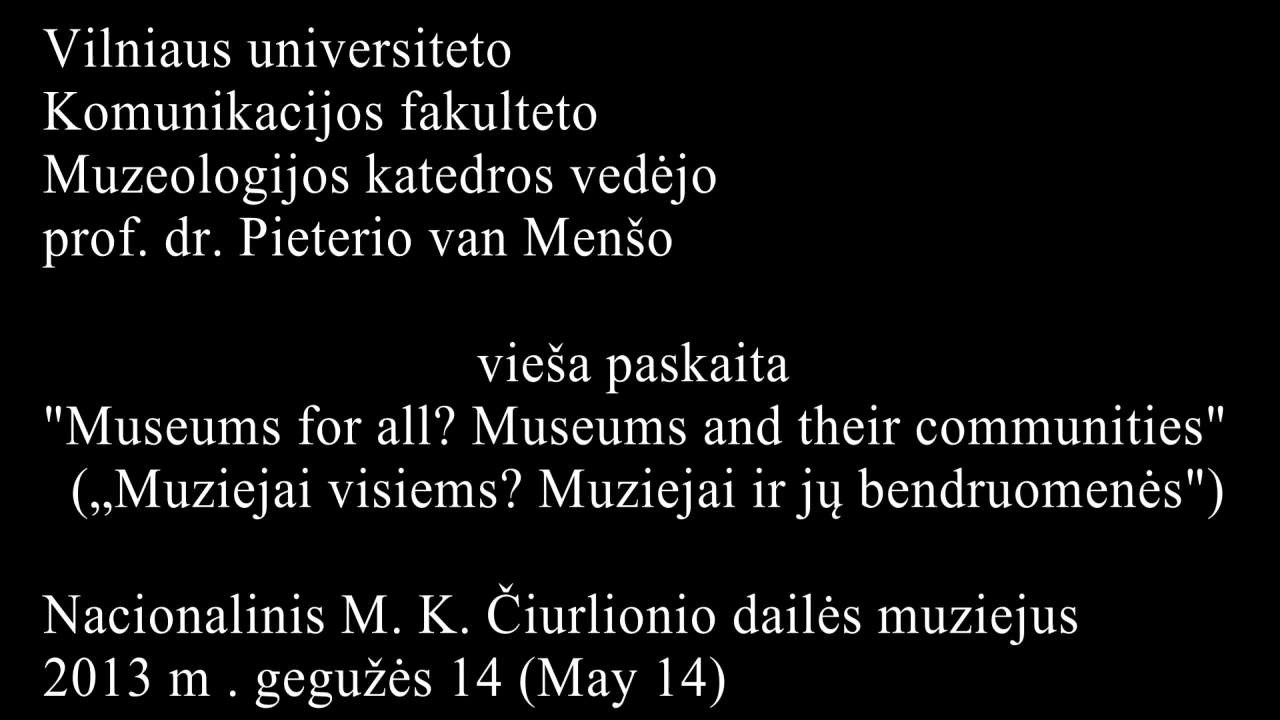 Vilniaus universiteto
Komunikacijos fakulteto
Muzeologijos katedros vedėjo
prof. dr. Pieterio van Menšo
vieša paskaita
"Museums for all? Museums and their communities"
(„Muziejai visiems? Muziejai ir jų bendruomenės")
Nacionalinis M. K. Čiurlionio dailės muziejus
2013 m . gegužės 14 (May 14)